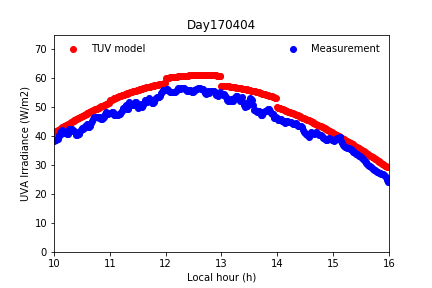 Day170404
TUV model
Measurement
70
60
50
40
30
20
10
0
UVA Irradiance (W/m2)
10 11 12 13 14 15 16
Local hour (h)